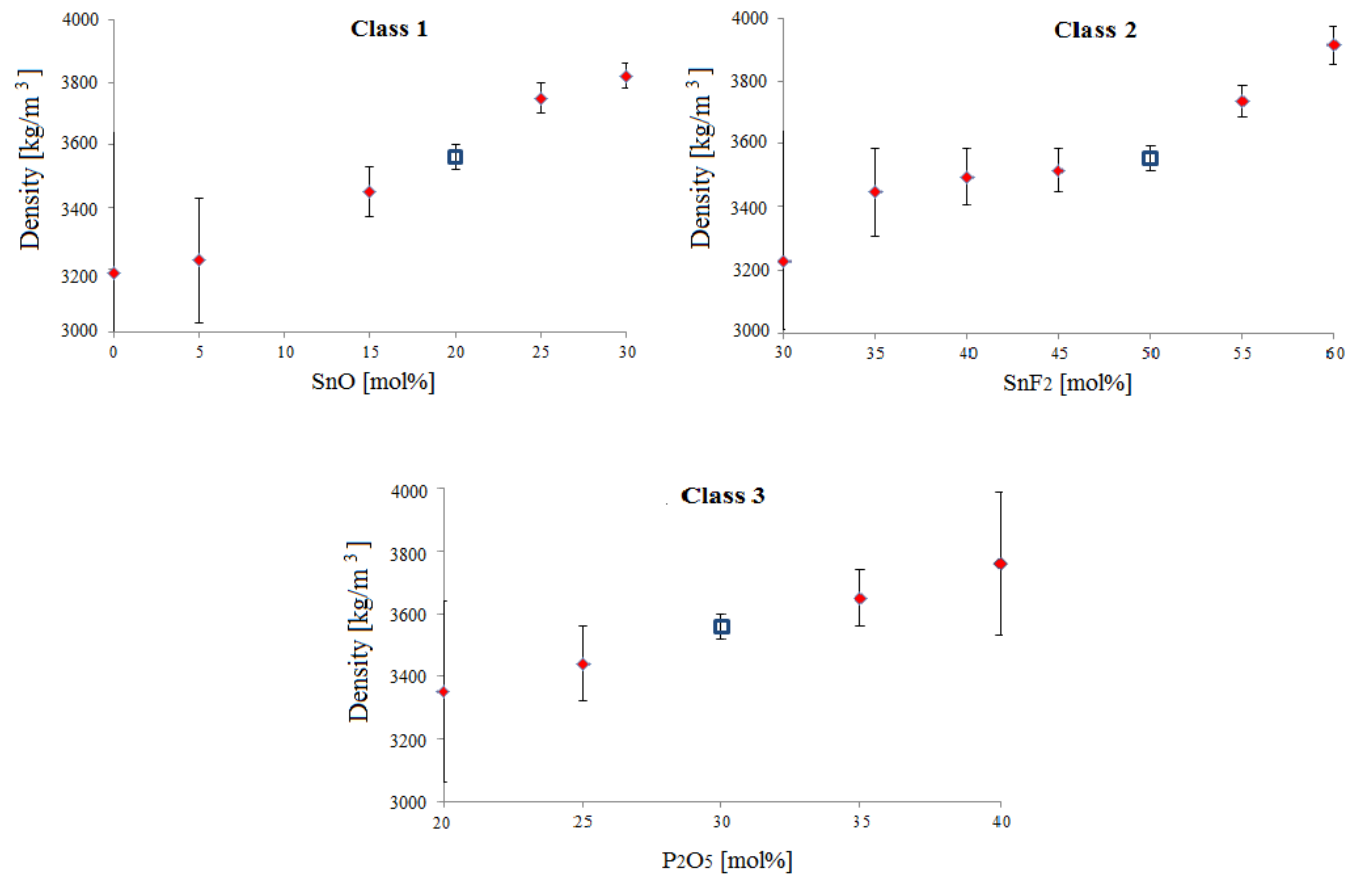 Class 1
Density [kg/m 3 ]
4000
3800
3600
3400
3200
3000
0 5 10 15 20 25 30
SnO [mol%]
Class 2
Density [kg/m 3 ]
4000
3800
3600
3400
3200
3000
30 35 40 45 50 55 60
SnF2 [mol%]
Class 3
Density [kg/m 3 ]
4000
3800
3600
3400
3200
3000
20 25 30 35 40
P2O5 [mol%]